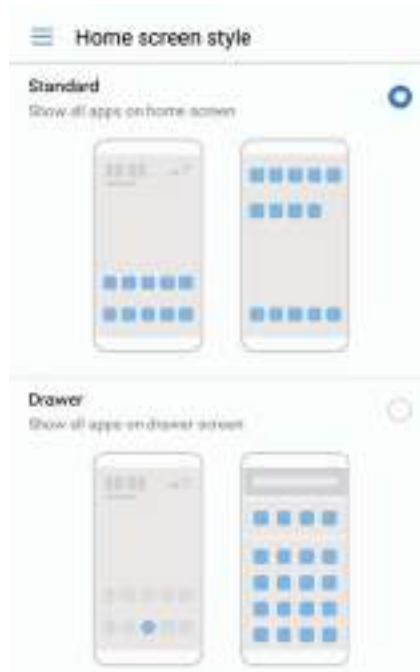 Home screen style
Standard
Show all apps on home screen
Drawer
Show all apps on drawer screen